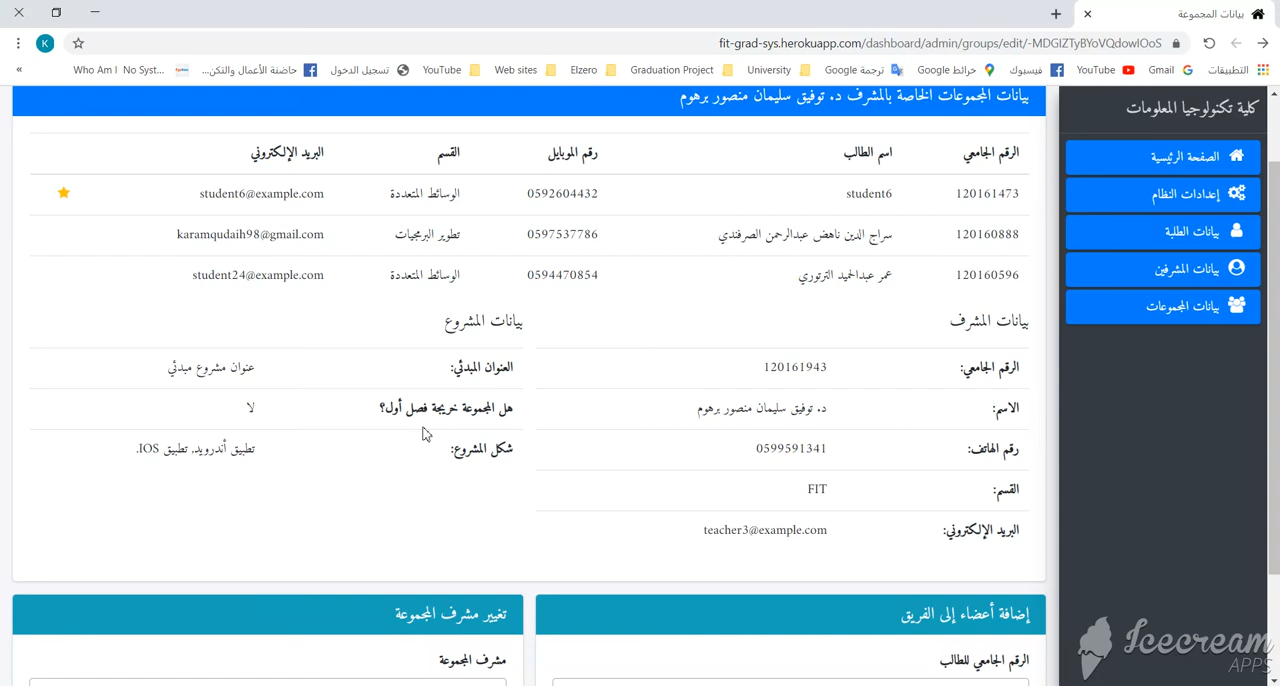 بيانات المجموعة
fit-grad-sys.herokuapp.com/dashboard/admin/groups/edit/-MDGIZTyBYoVQdowIOoS
K
التطبيقات Gmail YouTube فيسبوك خرائط Google ترجمة Google University Graduation Project Elzero Web sites YouTube تسجيل الدخول حاضنة الأعمال والتكن... Who Am I No Syst... »
كلية تكنولوجيا المعلومات
الصفحة الرئيسية
إعدادات النظام
بيانات الطلبة
بيانات المشرفين
بيانات المجموعات
بيانات المجموعات الخاصة بالمشرف د. توفيق سليمان منصور برهوم
الرقم الجامعي اسم الطالب رقم الموبايل القسم البريد الإلكتروني
120161473 student6 0592604432 الوسائط المتعددة student6@example.com
120160888 سراج الدين ناهض عبدالرحمن الصرفندي 0597537786 تطوير البرمجيات karamqudaih98@gmail.com
120160596 عمر عبدالحميد الترتوري 0594470854 الوسائط المتعددة student24@example.com
بيانات المشرف
الرقم الجامعي: 120161943
الاسم: د. توفيق سليمان منصور برهوم
رقم الهاتف: 0599591341
القسم: FIT
البريد الإلكتروني: teacher3@example.com
بيانات المشروع
العنوان المبدئي: عنوان مشروع مبدئي
هل المجموعة خريجة فصل أول؟ لا
شكل المشروع: تطبيق أندرويد, تطبيق IOS.
إضافة أعضاء إلى الفريق
الرقم الجامعي للطالب
تغيير مشرف المجموعة
مشرف المجموعة
Icecream
APPS